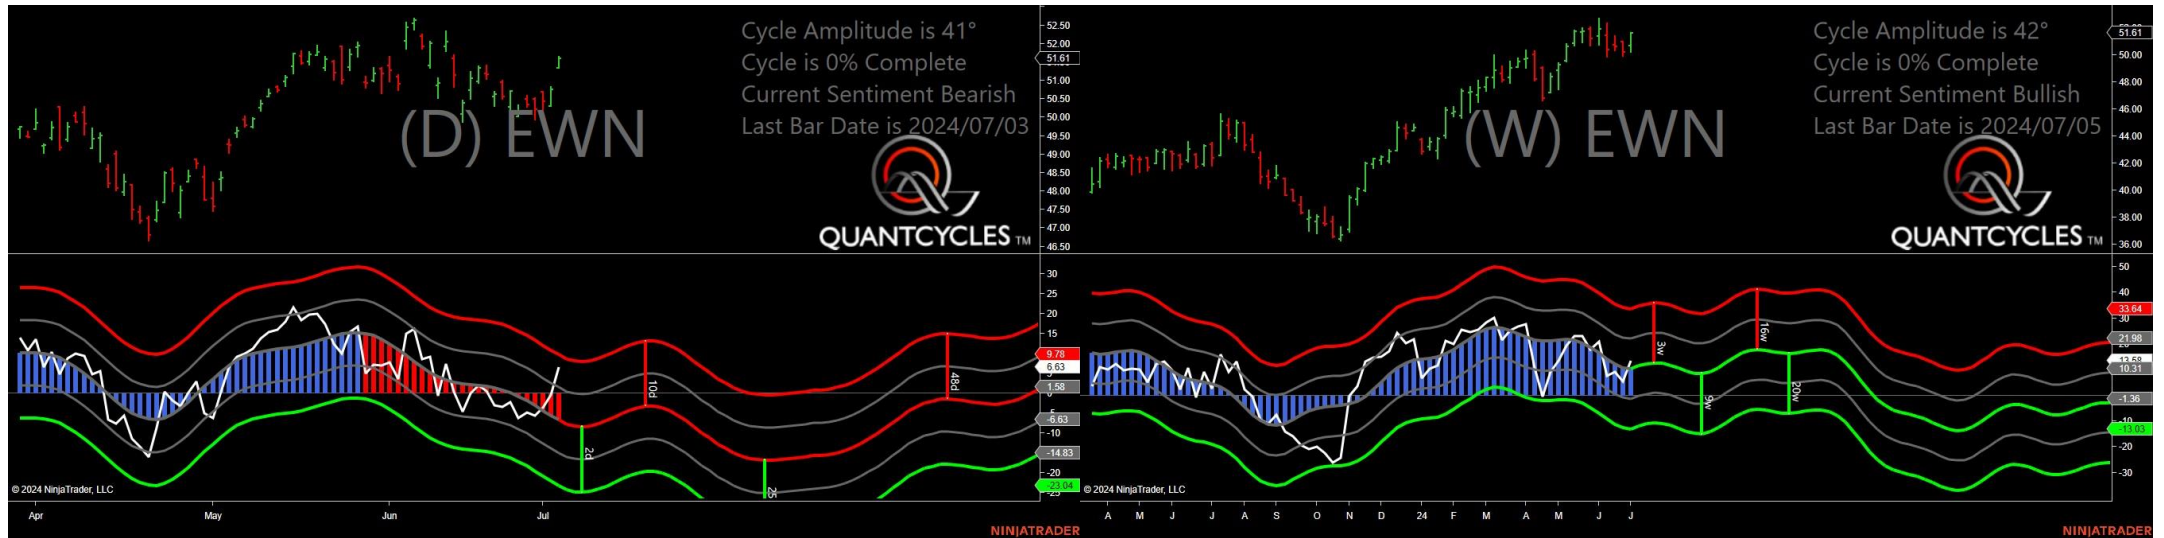 Cycle Amplitude is 41°
Cycle is 0% Complete
Current Sentiment Bearish
Last Bar Date is 2024/07/03
(D) EWN
QUANTCYCLES TM
52.50
52.00
51.61
51.00
50.50
50.00
49.50
49.00
48.50
48.00
47.50
47.00
46.50
30
25
20
15
9.78
6.63
1.58
-6.63
-10
-14.83
-20
-23.04
2d
10d
25
48d
© 2024 NinjaTrader, LLC
Apr
May
Jun
Jul
NINJATRADER
Cycle Amplitude is 42°
Cycle is 0% Complete
Current Sentiment Bullish
Last Bar Date is 2024/07/05
(W) EWN
QUANTCYCLES TM
51.61
50.00
48.00
46.00
44.00
42.00
40.00
38.00
36.00
50
40
33.64
30
21.98
13.58
10.31
-1.36
-10
-13.03
-20
-30
3w
9w
16w
20w
© 2024 NinjaTrader, LLC
A M J J A S O N D 24 F M A M J J
NINJATRADER